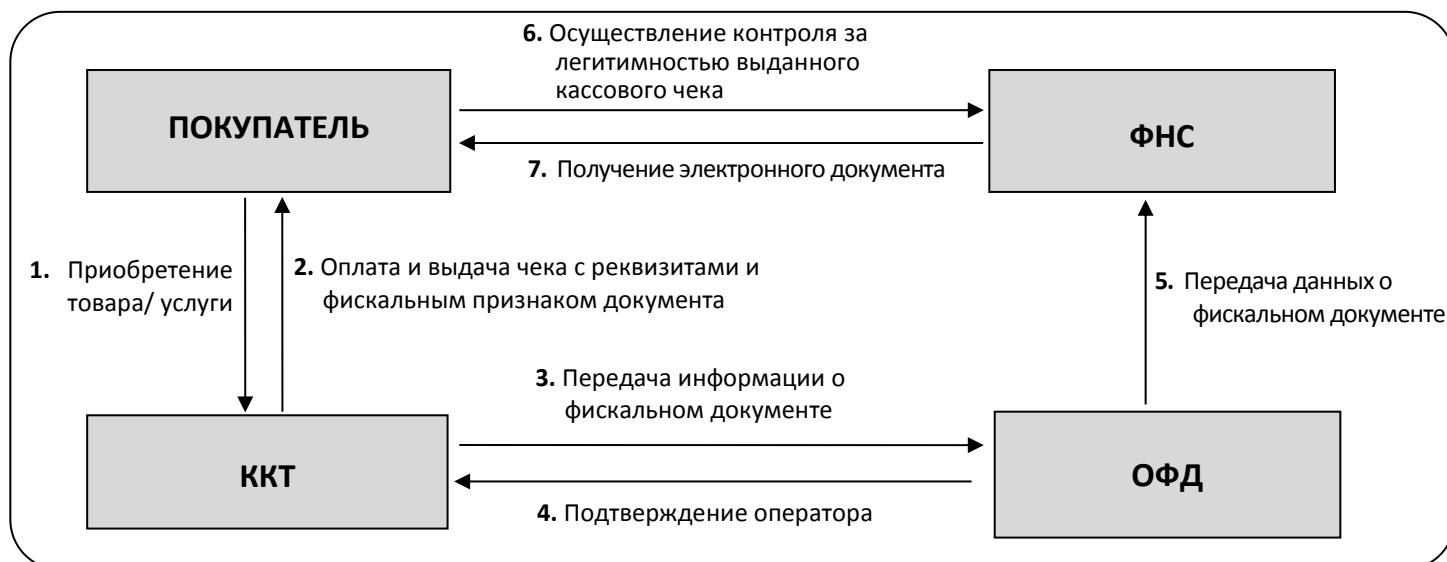 6. Осуществление контроля за
легитимностью выданного
кассового чека
ПОКУПАТЕЛЬ
ФНС
7. Получение электронного документа
1. Приобретение
товара/ услуги
2. Оплата и выдача чека с реквизитами и
фискальным признаком документа
5. Передача данных о
фискальном документе
3. Передача информации о
фискальном документе
ККТ
ОФД
4. Подтверждение оператора